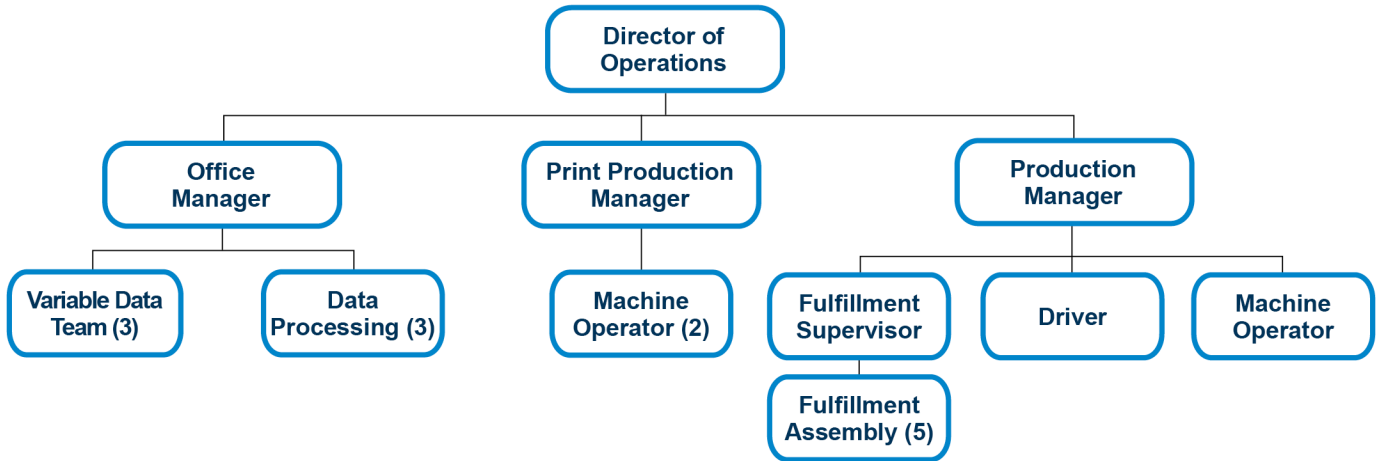 Director of
Operations
Office
Manager
Print Production
Manager
Production
Manager
Variable Data
Team (3)
Data
Processing (3)
Machine
Operator (2)
Fulfillment
Supervisor
Driver
Machine
Operator
Fulfillment
Assembly (5)